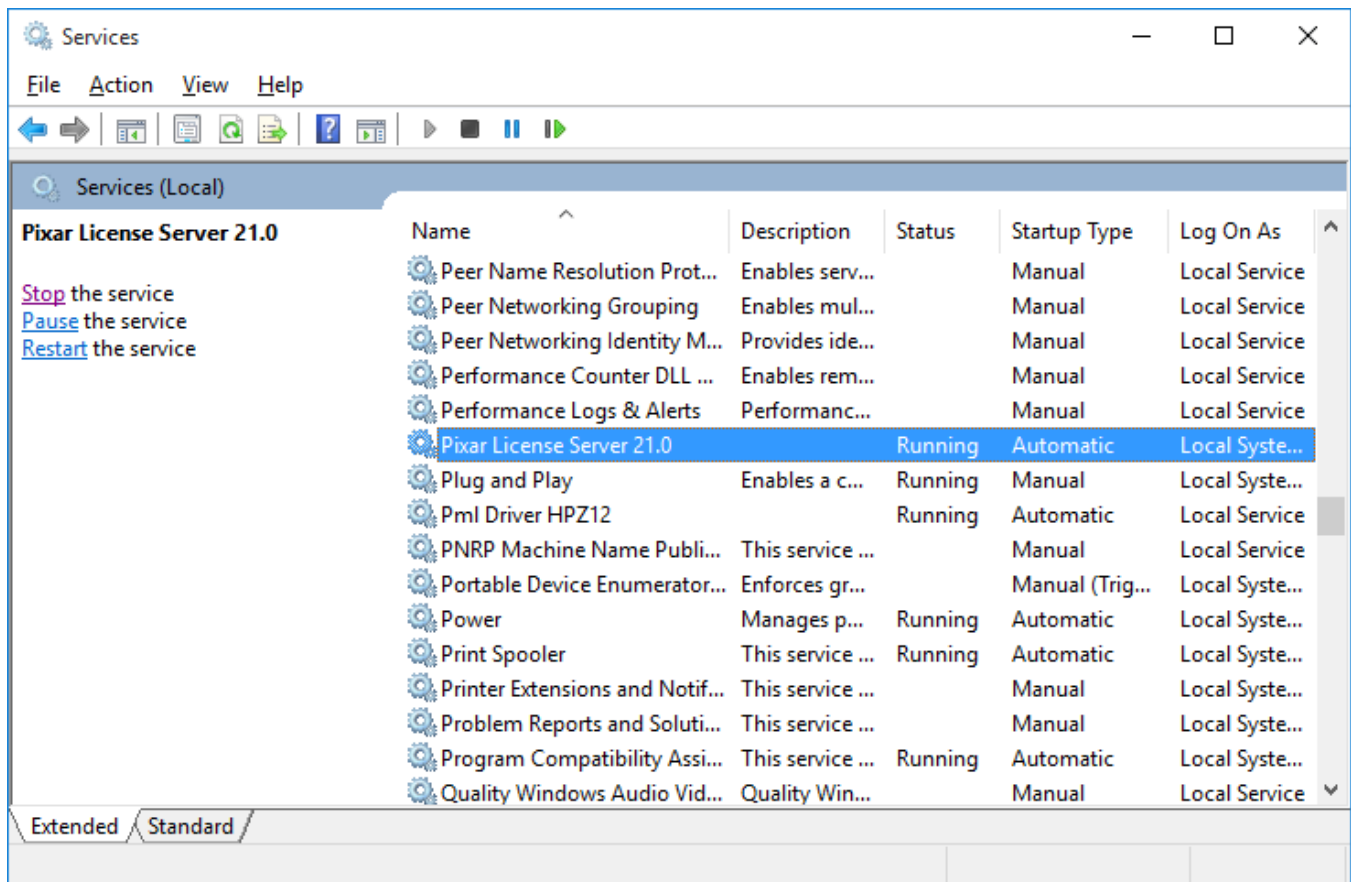 Services
File Action View Help
Services (Local)
Pixar License Server 21.0
Stop the service
Pause the service
Restart the service
Name Description Status Startup Type Log On As
Peer Name Resolution Prot... Enables serv... Manual Local Service
Peer Networking Grouping Enables mul... Manual Local Service
Peer Networking Identity M... Provides ide... Manual Local Service
Performance Counter DLL ... Enables rem... Manual Local Service
Performance Logs & Alerts Performanc... Manual Local Service
Pixar License Server 21.0 Running Automatic Local Syste...
Plug and Play Enables a c... Running Manual Local Syste...
Pml Driver HPZ12 Running Automatic Local Service
PNRP Machine Name Publi... This service ... Manual Local Service
Portable Device Enumerator... Enforces gr... Manual (Trig... Local Syste...
Power Manages p... Running Automatic Local Syste...
Print Spooler This service ... Running Automatic Local Syste...
Printer Extensions and Notif... This service ... Manual Local Syste...
Problem Reports and Soluti... This service ... Manual Local Syste...
Program Compatibility Assi... This service ... Running Automatic Local Syste...
Quality Windows Audio Vid... Quality Win... Manual Local Service
Extended Standard